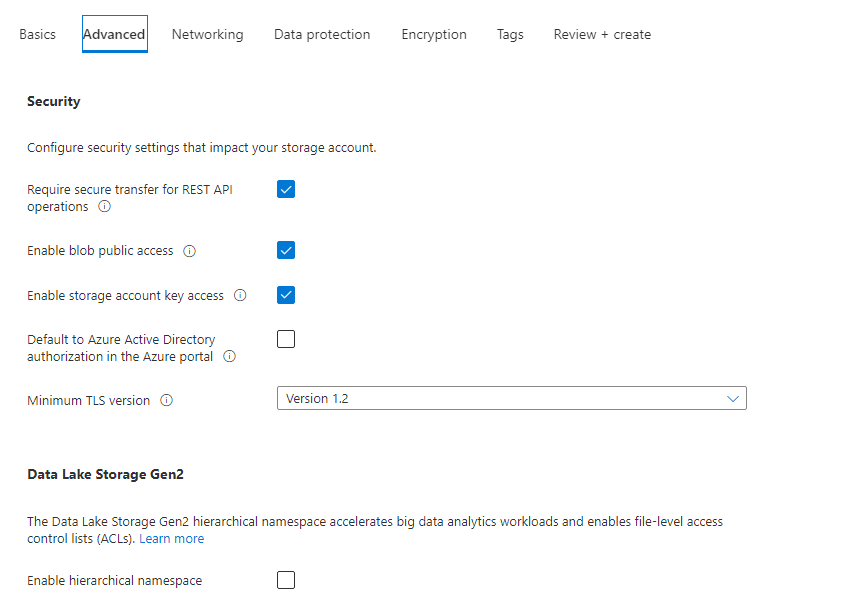 Basics Advanced Networking Data protection Encryption Tags Review + create
Security
Configure security settings that impact your storage account.
Require secure transfer for REST API
operations
Enable blob public access
Enable storage account key access
Default to Azure Active Directory
authorization in the Azure portal
Minimum TLS version Version 1.2
Data Lake Storage Gen2
The Data Lake Storage Gen2 hierarchical namespace accelerates big data analytics workloads and enables file-level access
control lists (ACLs). Learn more
Enable hierarchical namespace